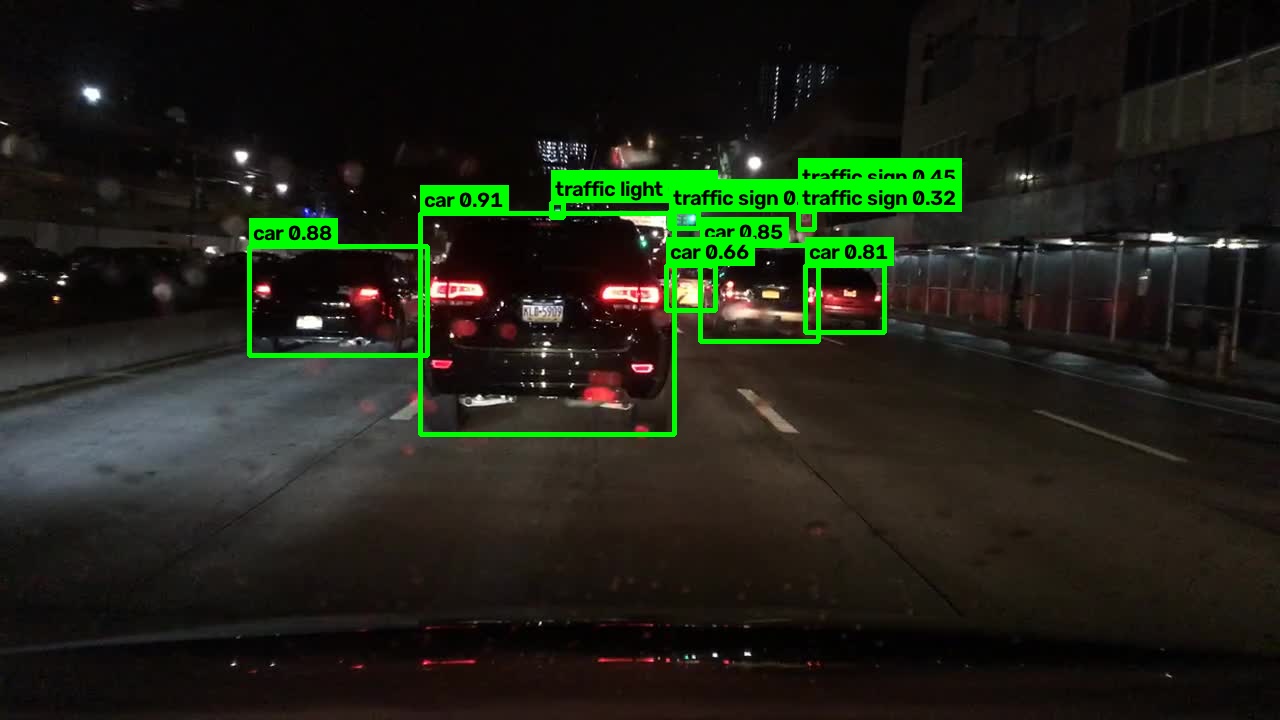 traffic sign 0.45
traffic light
traffic sign 0.
traffic sign 0.32
car 0.91
car 0.88
car 0.85
car 0.66
car 0.81